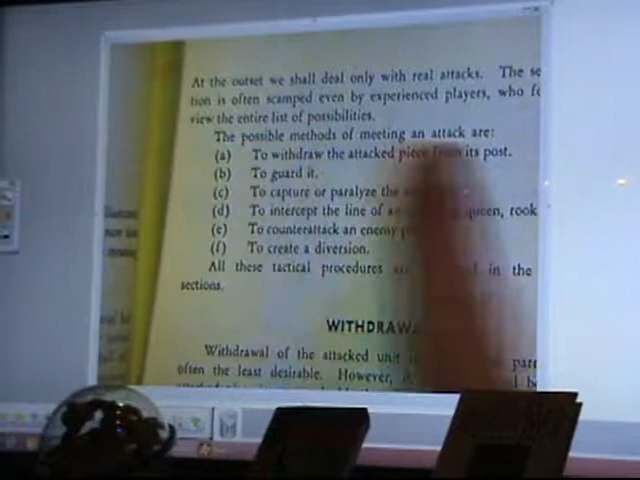 At the outset we shall deal only with real attacks. The se
tion is often scamped even by experienced players, who fo
view the entire list of possibilities.
The possible methods of meeting an attack are:
(a) To withdraw the attacked piece from its post.
(b) To guard it.
(c) To capture or paralyze the
(d) To intercept the line of queen, rook
(e) To counterattack an enemy
(f) To create a diversion.
All these tactical procedures in the
sections.
WITHDRAWA
Withdrawal of the attacked unit
often the least desirable. However,